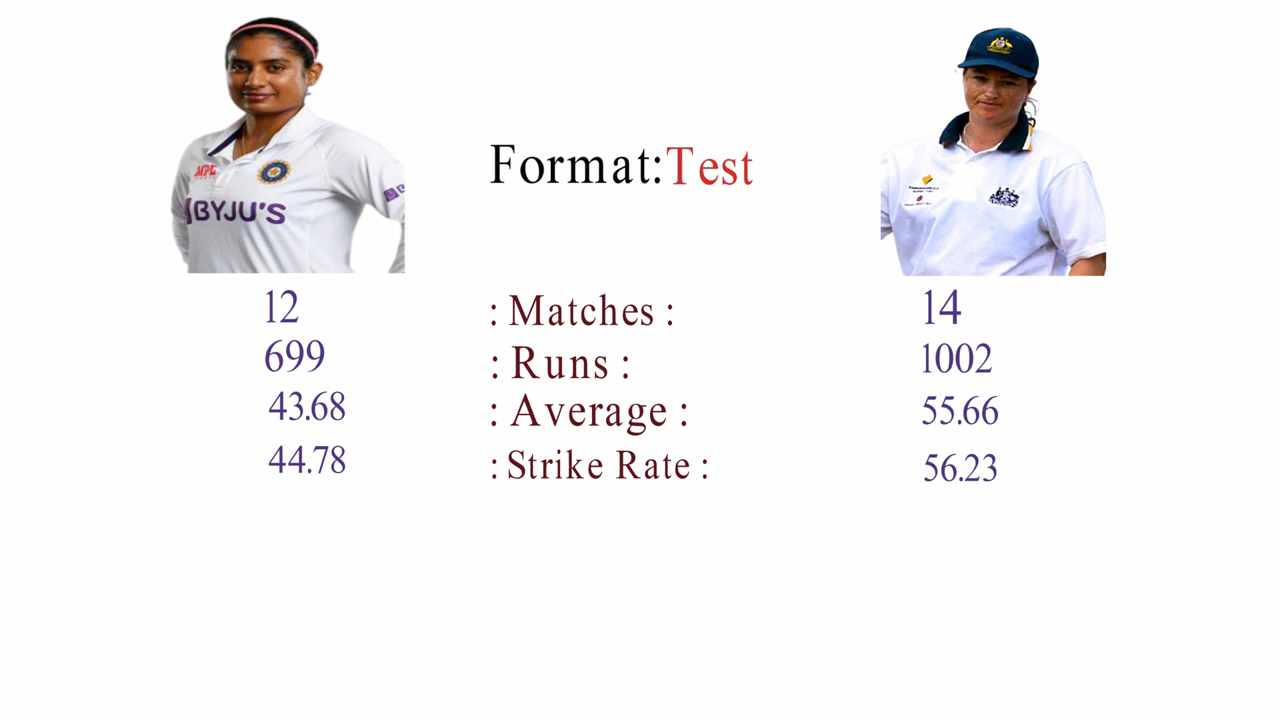 MPL
BYJU'S
Format:Test
12 : Matches : 14
699 : Runs : 1002
43.68 : Average : 55.66
44.78 : Strike Rate : 56.23